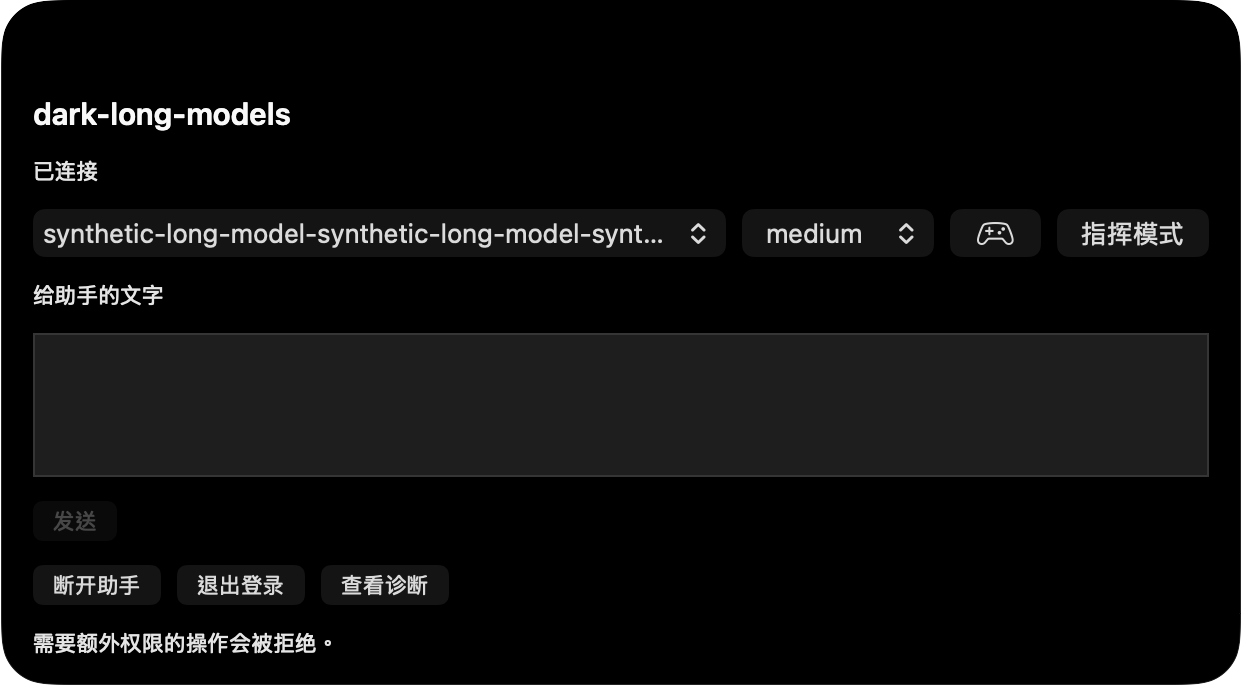 dark-long-models
已连接
synthetic-long-model-synthetic-long-model-synt... medium 指挥模式
给助手的文字
发送
断开助手 退出登录 查看诊断
需要额外权限的操作会被拒绝。